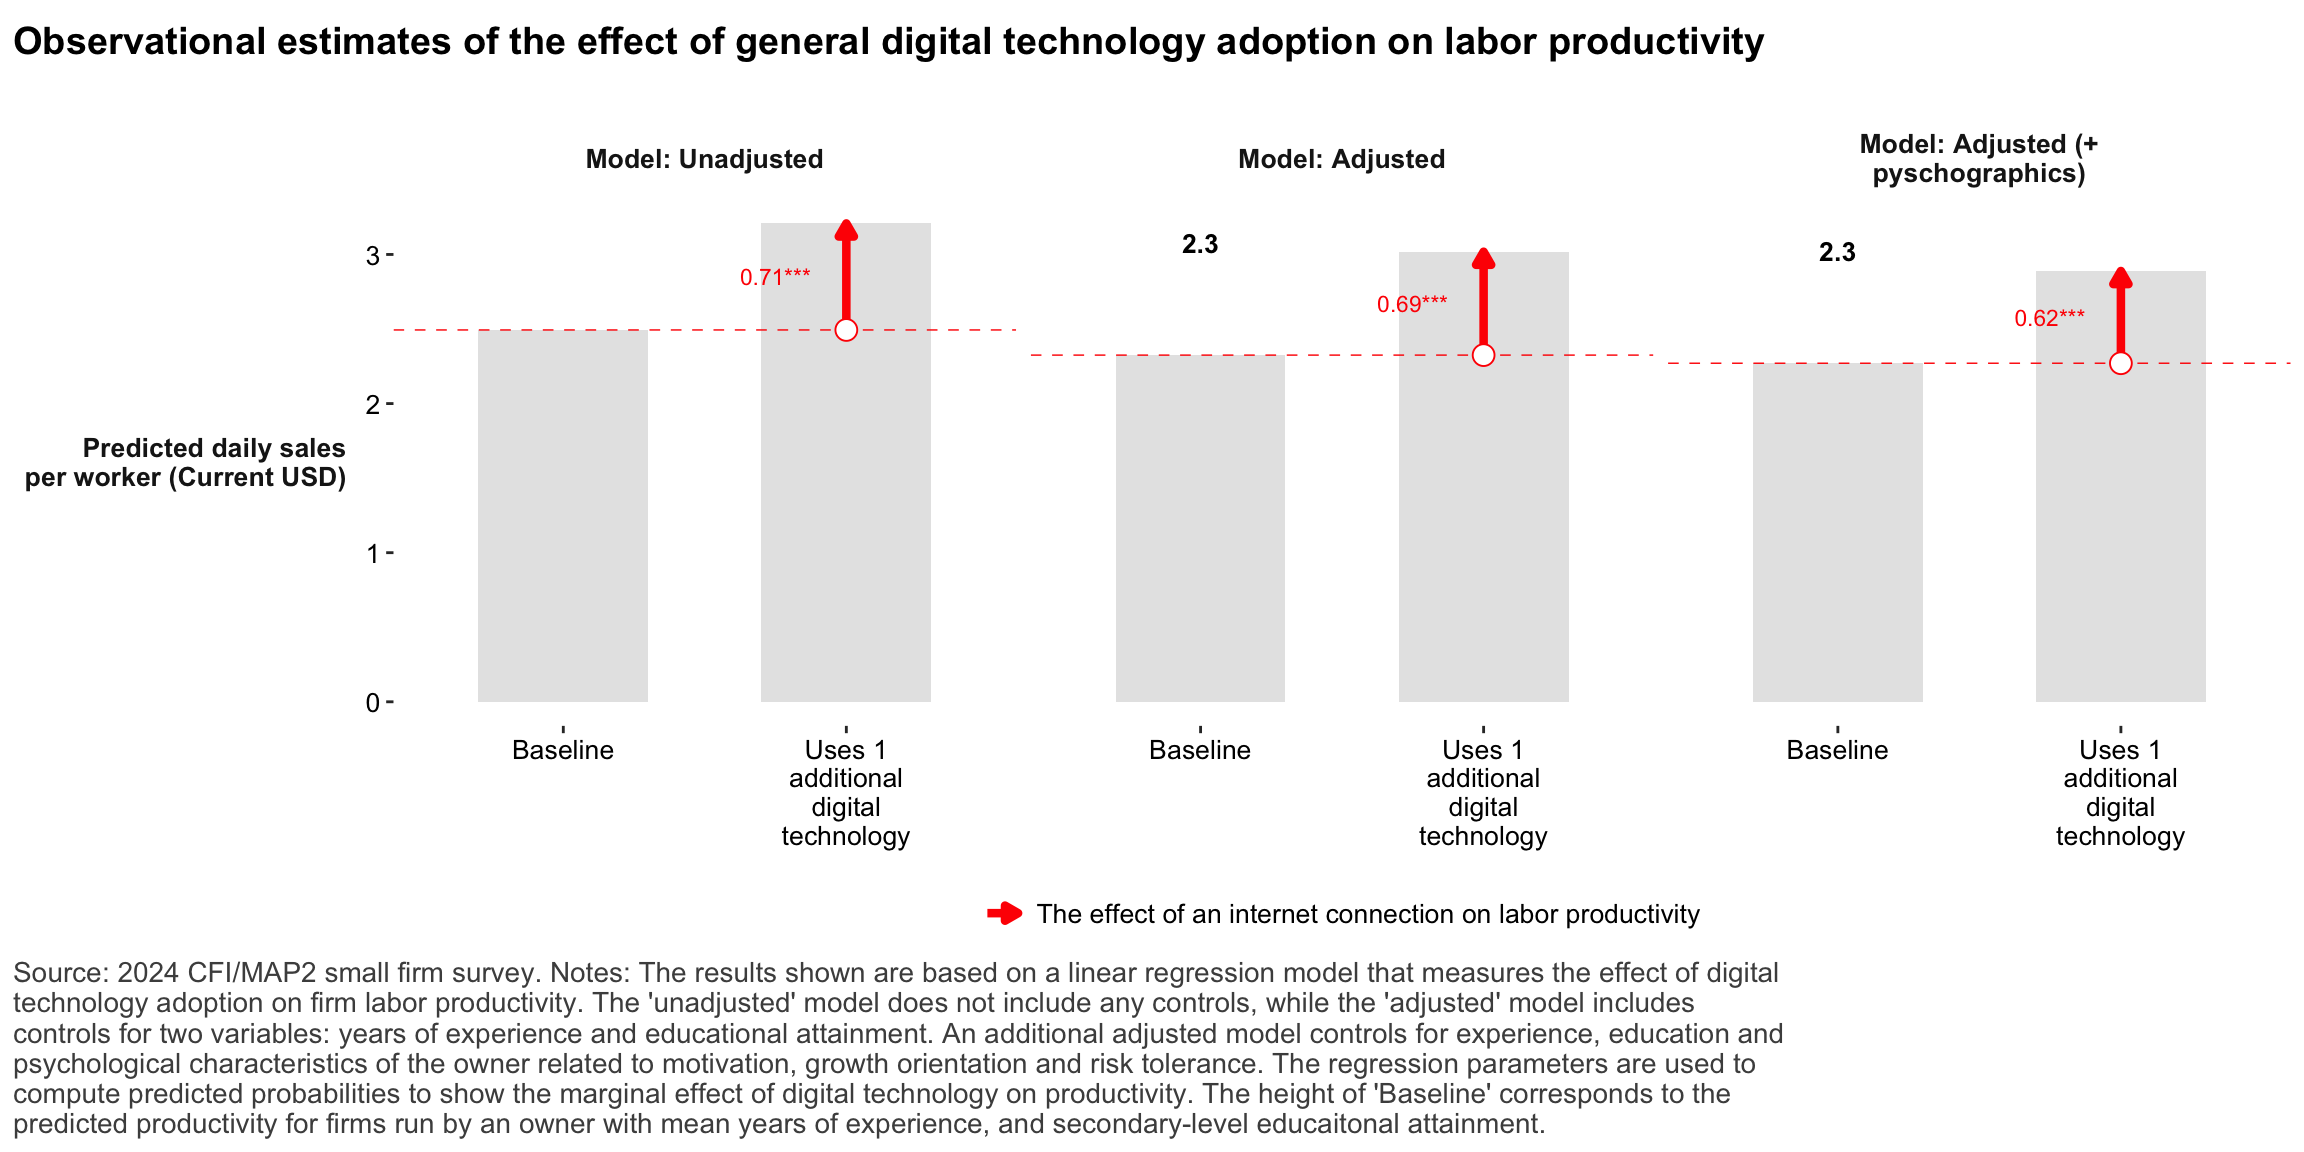 Observational estimates of the effect of general digital technology adoption on labor productivity
Model: Unadjusted
Model: Adjusted
Model: Adjusted (+
pyschographics)
3
2
1
0
Predicted daily sales
per worker (Current USD)
0.71***
2.3
0.69***
2.3
0.62***
Baseline
Uses 1
additional
digital
technology
Baseline
Uses 1
additional
digital
technology
Baseline
Uses 1
additional
digital
technology
The effect of an internet connection on labor productivity
Source: 2024 CFI/MAP2 small firm survey. Notes: The results shown are based on a linear regression model that measures the effect of digital
technology adoption on firm labor productivity. The 'unadjusted' model does not include any controls, while the 'adjusted' model includes
controls for two variables: years of experience and educational attainment. An additional adjusted model controls for experience, education and
psychological characteristics of the owner related to motivation, growth orientation and risk tolerance. The regression parameters are used to
compute predicted probabilities to show the marginal effect of digital technology on productivity. The height of 'Baseline' corresponds to the
predicted productivity for firms run by an owner with mean years of experience, and secondary-level educaitonal attainment.